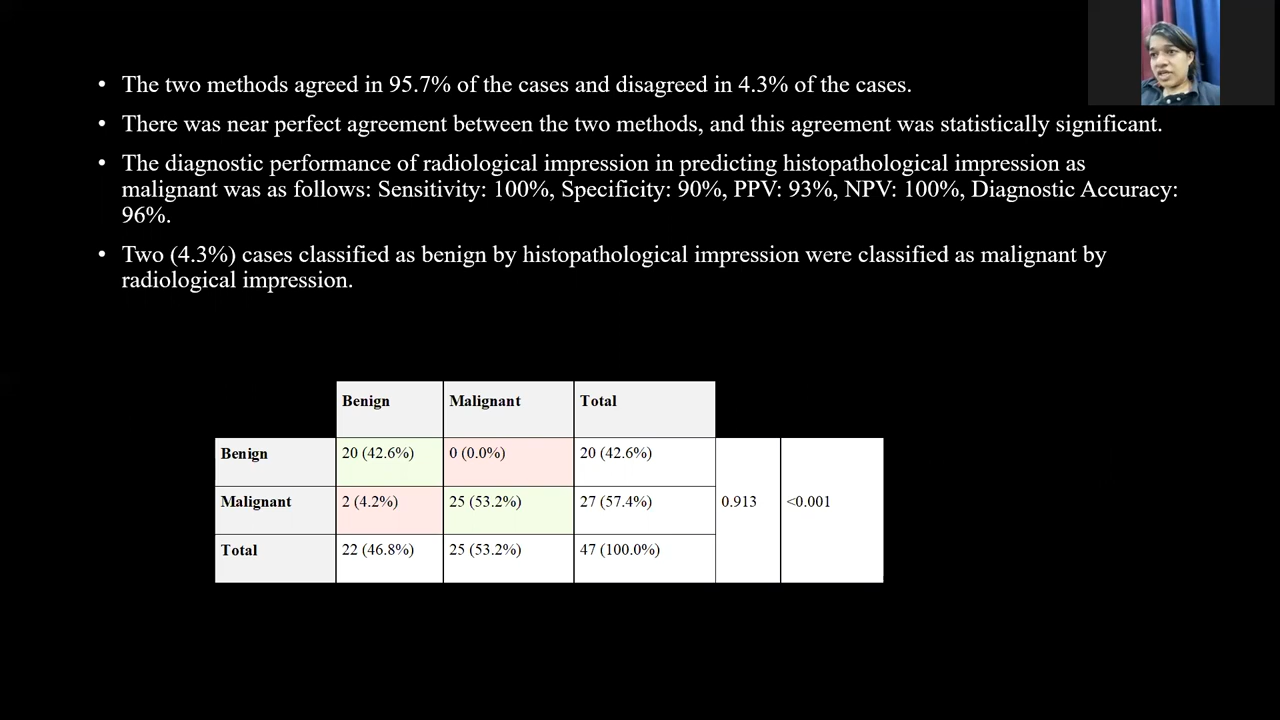 • The two methods agreed in 95.7% of the cases and disagreed in 4.3% of the cases.
• There was near perfect agreement between the two methods, and this agreement was statistically significant.
• The diagnostic performance of radiological impression in predicting histopathological impression as
malignant was as follows: Sensitivity: 100%, Specificity: 90%, PPV: 93%, NPV: 100%, Diagnostic Accuracy:
96%.
• Two (4.3%) cases classified as benign by histopathological impression were classified as malignant by
radiological impression.
Benign Malignant Total
Benign 20 (42.6%) 0 (0.0%) 20 (42.6%)
Malignant 2 (4.2%) 25 (53.2%) 27 (57.4%) 0.913 <0.001
Total 22 (46.8%) 25 (53.2%) 47 (100.0%)